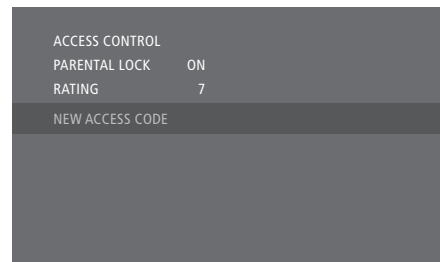 ACCESS CONTROL
PARENTAL LOCK ON
RATING 7
NEW ACCESS CODE